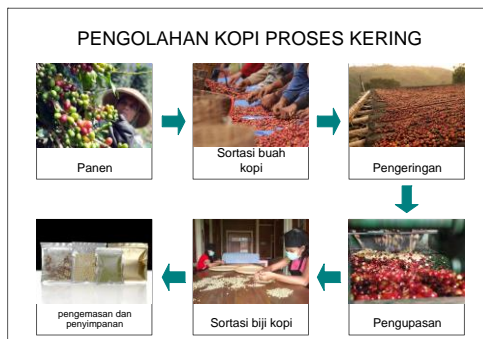 PENGOLAHAN KOPI PROSES KERING
Panen
Sortasi buah
kopi
Pengeringan
Pengupasan
Sortasi biji kopi
pengemasan dan
penyimpanan